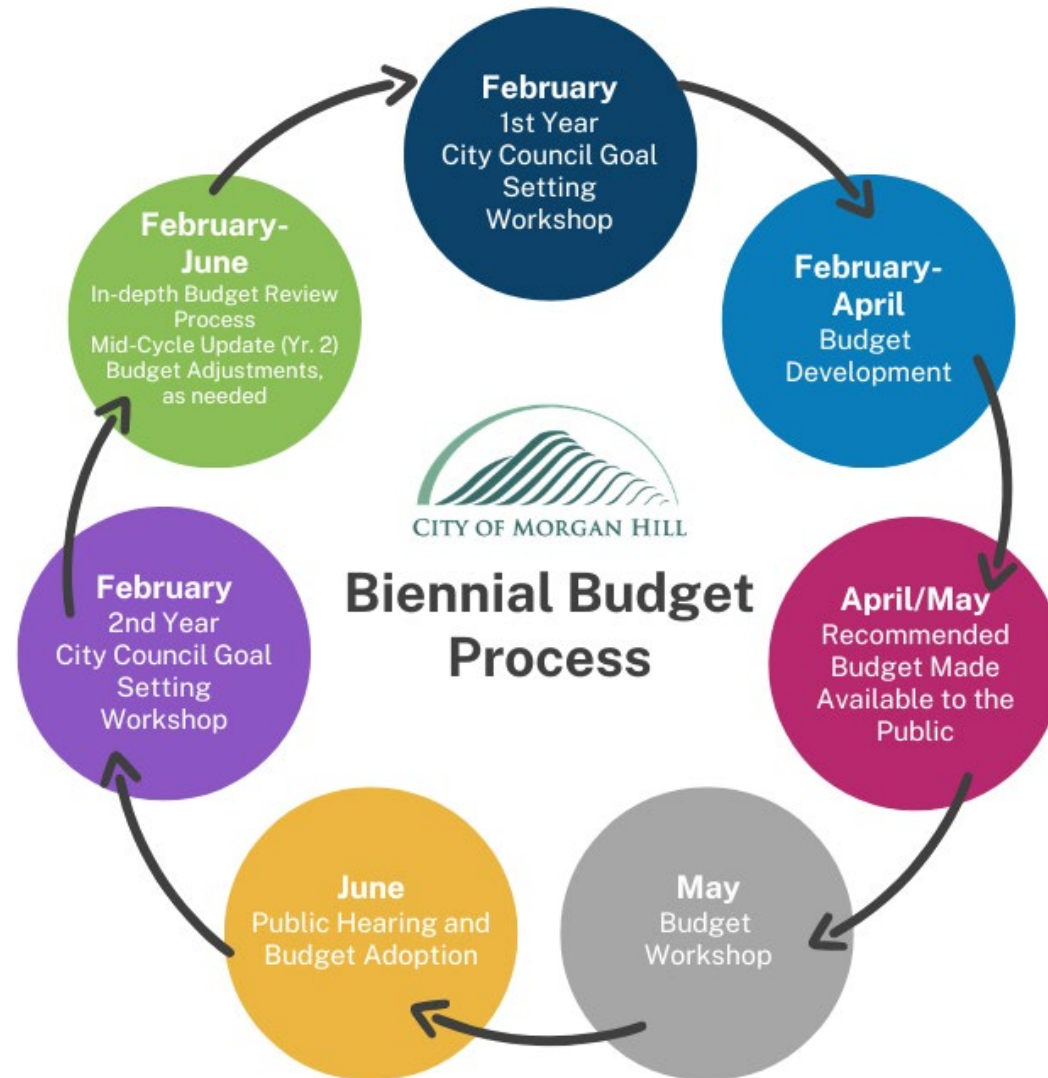 February
1st Year
City Council Goal
Setting
Workshop
February-
April
Budget
Development
April/May
Recommended
Budget Made
Available to the
Public
May
Budget
Workshop
June
Public Hearing and
Budget Adoption
February
2nd Year
City Council Goal
Setting
Workshop
February-
June
In-depth Budget Review
Process
Mid-Cycle Update (Yr. 2)
Budget Adjustments,
as needed
CITY OF MORGAN HILL
Biennial Budget
Process